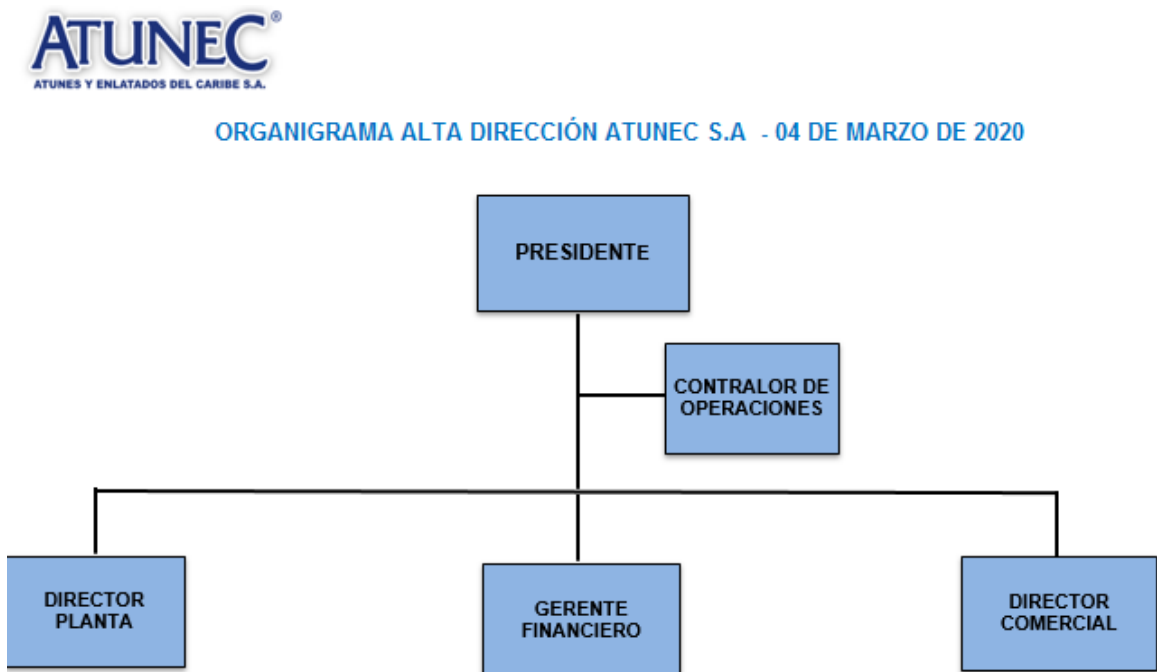 ATUNEC®
ATUNES Y ENLATADOS DEL CARIBE S.A.
ORGANIGRAMA ALTA DIRECCIÓN ATUNEC S.A - 04 DE MARZO DE 2020
PRESIDENTE
CONTRALOR DE
OPERACIONES
DIRECTOR
PLANTA
GERENTE
FINANCIERO
DIRECTOR
COMERCIAL